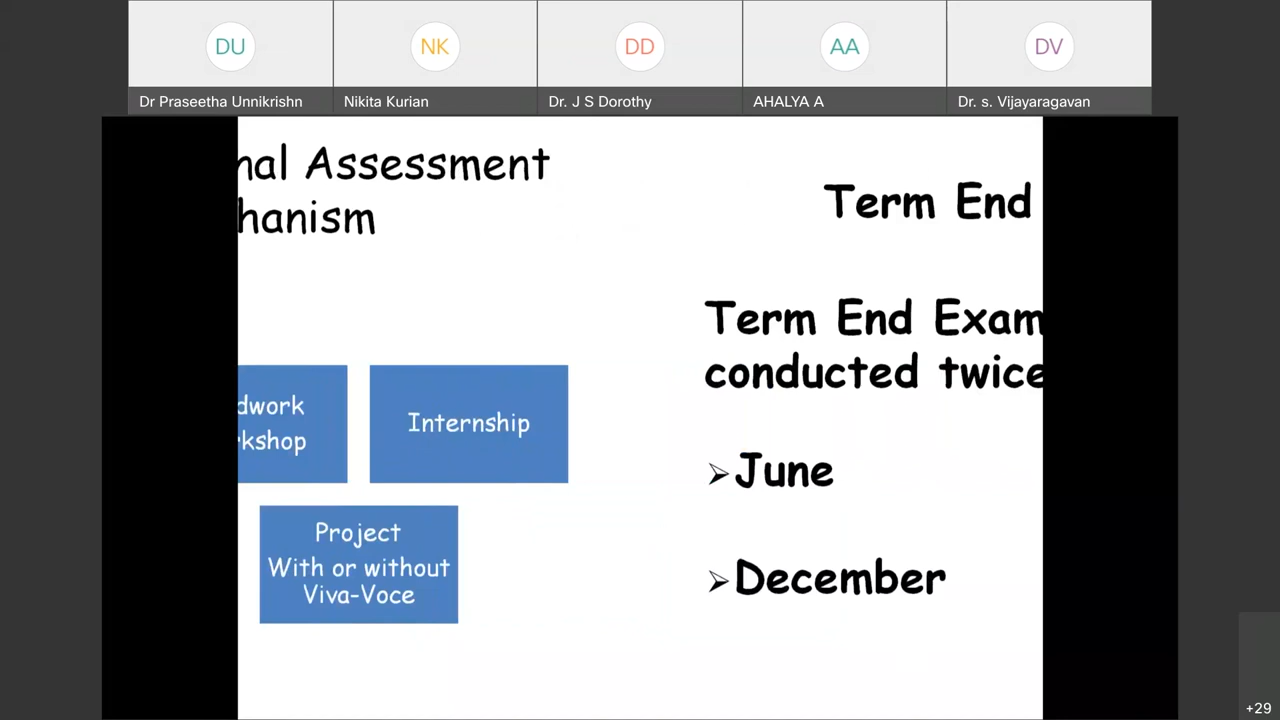 DU
NK
DD
AA
DV
Dr Praseetha Unnikrishn
Nikita Kurian
Dr. J S Dorothy
AHALYA A
Dr. s. Vijayaragavan
nal Assessment
hanism
dwork
kshop
Internship
Project
With or without
Viva-Voce
Term End
Term End Exam
conducted twice
➢June
➢December
+29